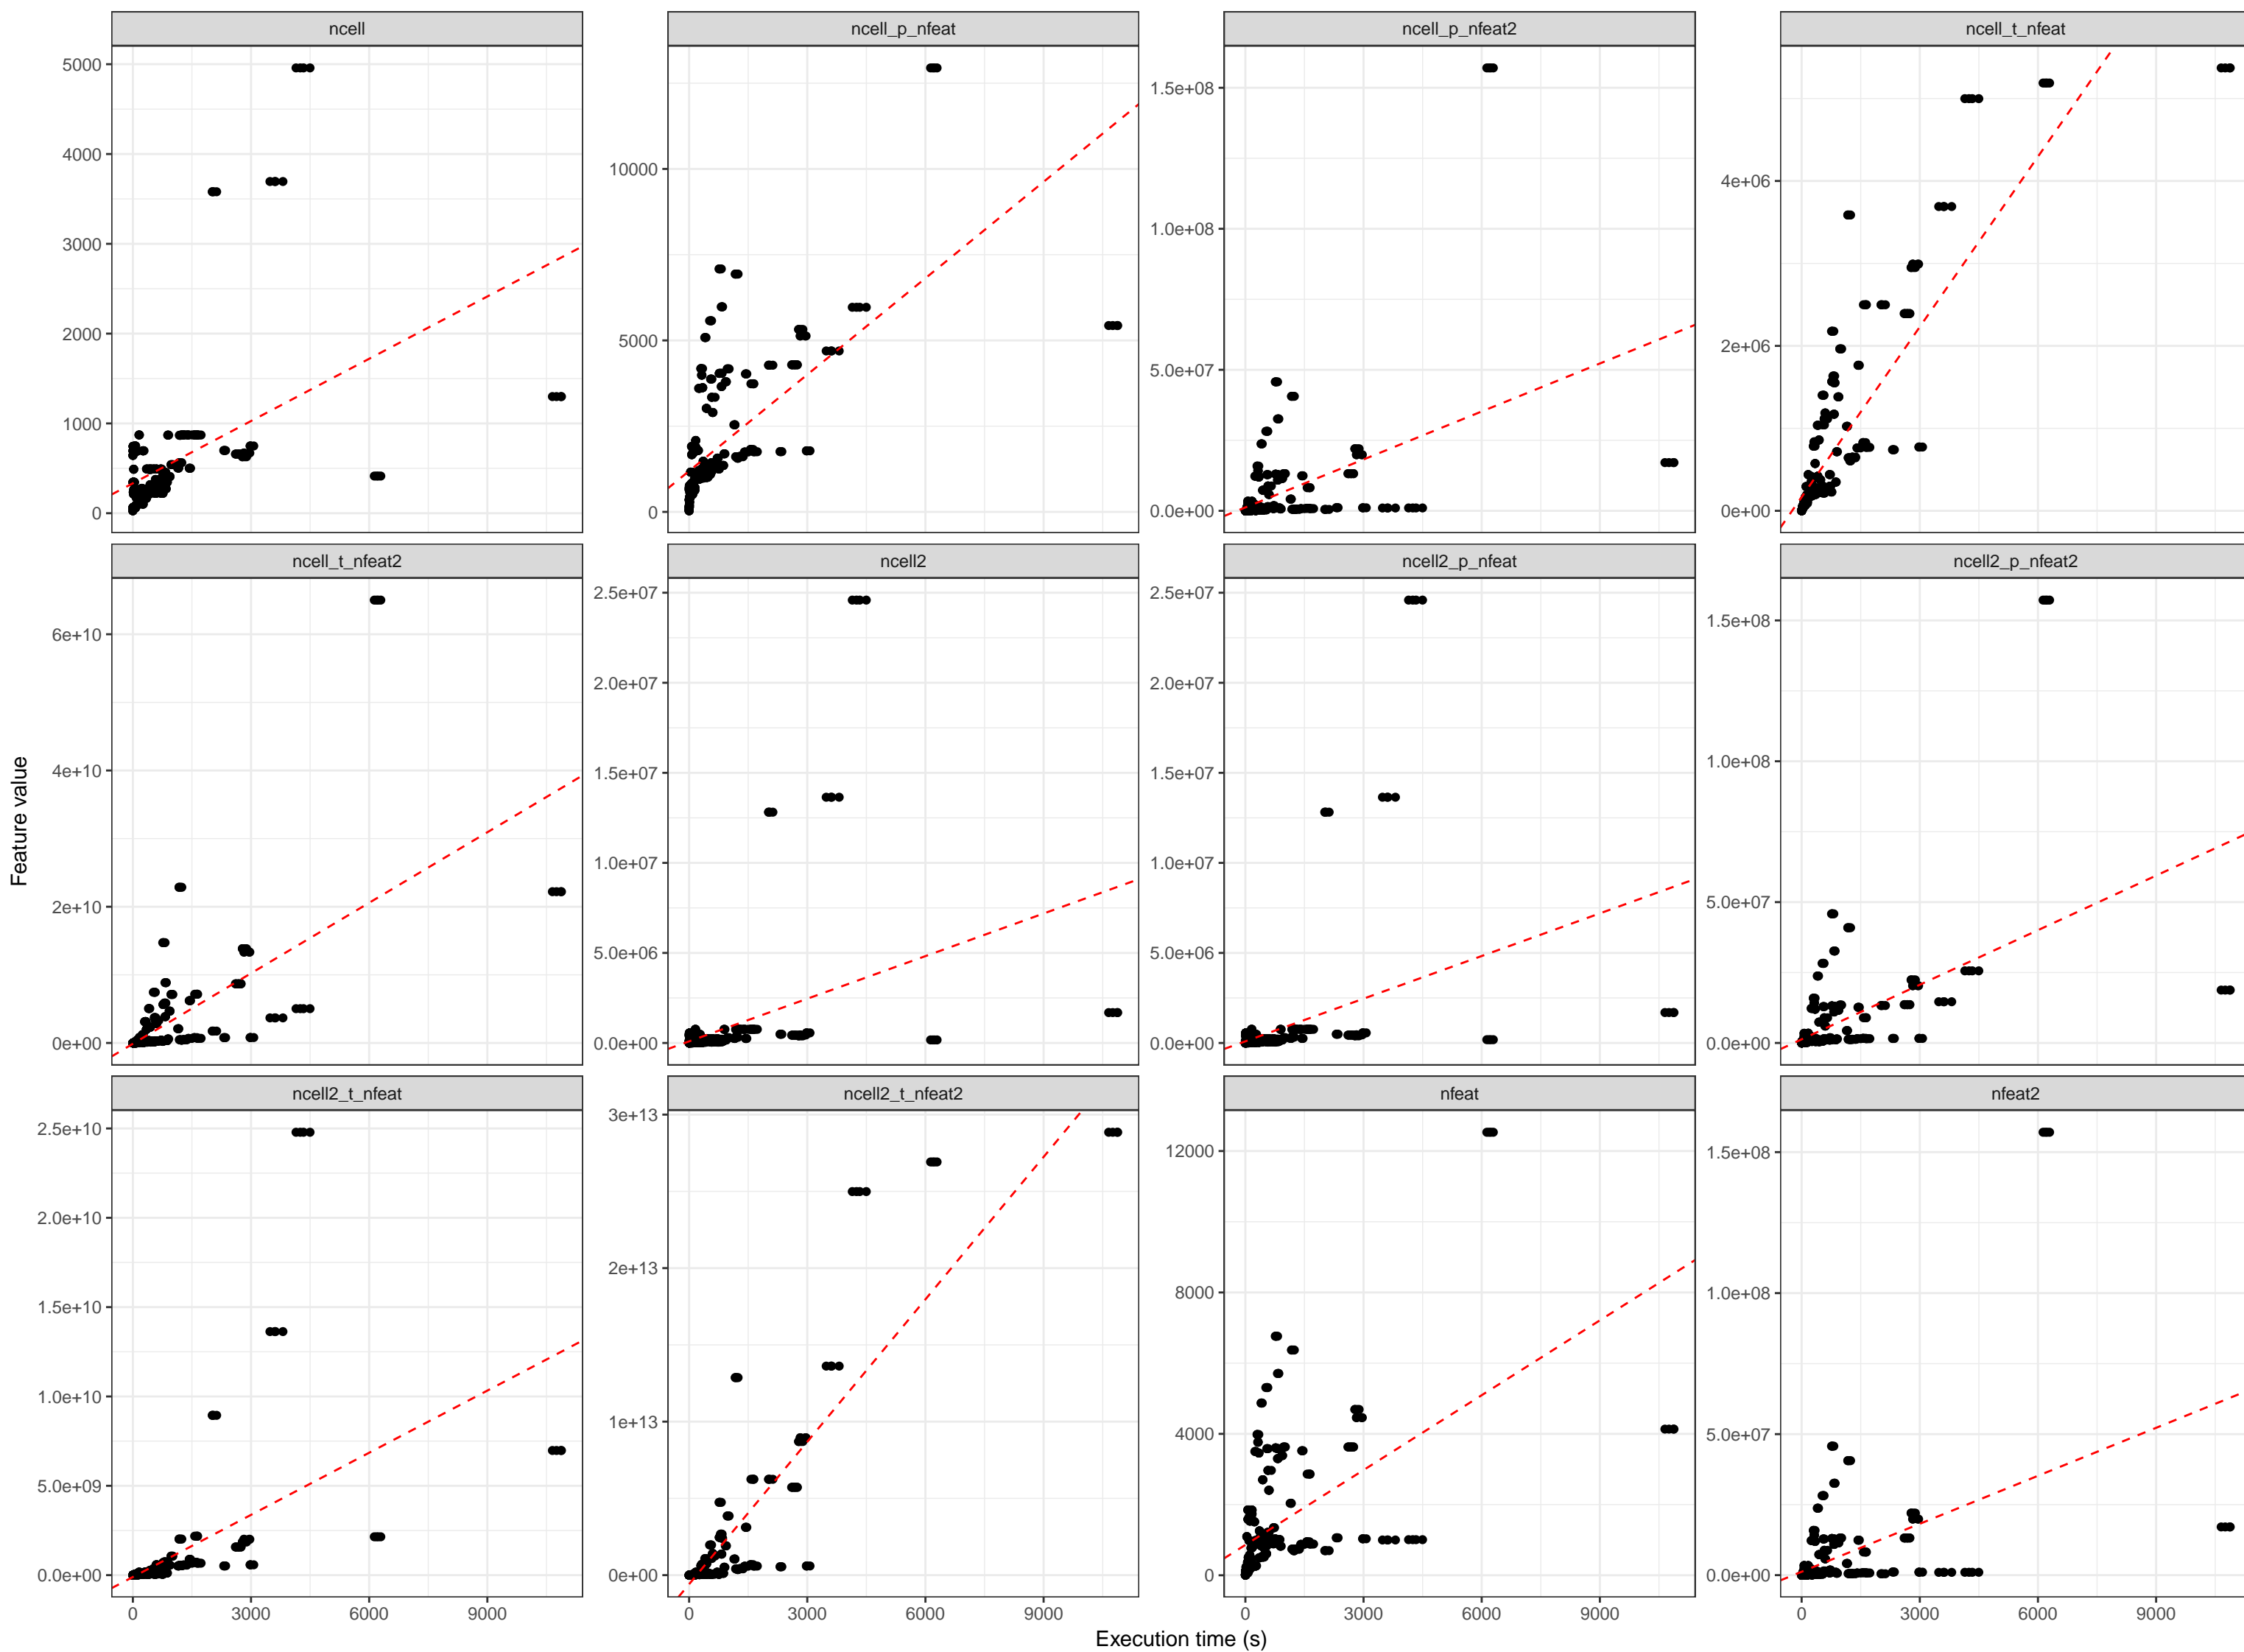 ncell
ncell_p_nfeat
ncell_p_nfeat2
ncell_t_nfeat
5000
4000
3000
2000
1000
0
10000
5000
0
1.5e+08
1.0e+08
5.0e+07
0.0e+00
4e+06
2e+06
0e+00
ncell_t_nfeat2
ncell2
ncell2_p_nfeat
ncell2_p_nfeat2
6e+10
4e+10
2e+10
0e+00
2.5e+07
2.0e+07
1.5e+07
1.0e+07
5.0e+06
0.0e+00
2.5e+07
2.0e+07
1.5e+07
1.0e+07
5.0e+06
0.0e+00
1.5e+08
1.0e+08
5.0e+07
0.0e+00
Feature value
ncell2_t_nfeat
ncell2_t_nfeat2
nfeat
nfeat2
2.5e+10
2.0e+10
1.5e+10
1.0e+10
5.0e+09
0.0e+00
3e+13
2e+13
1e+13
0e+00
12000
8000
4000
0
1.5e+08
1.0e+08
5.0e+07
0.0e+00
0 3000 6000 9000
0 3000 6000 9000
0 3000 6000 9000
0 3000 6000 9000
Execution time (s)